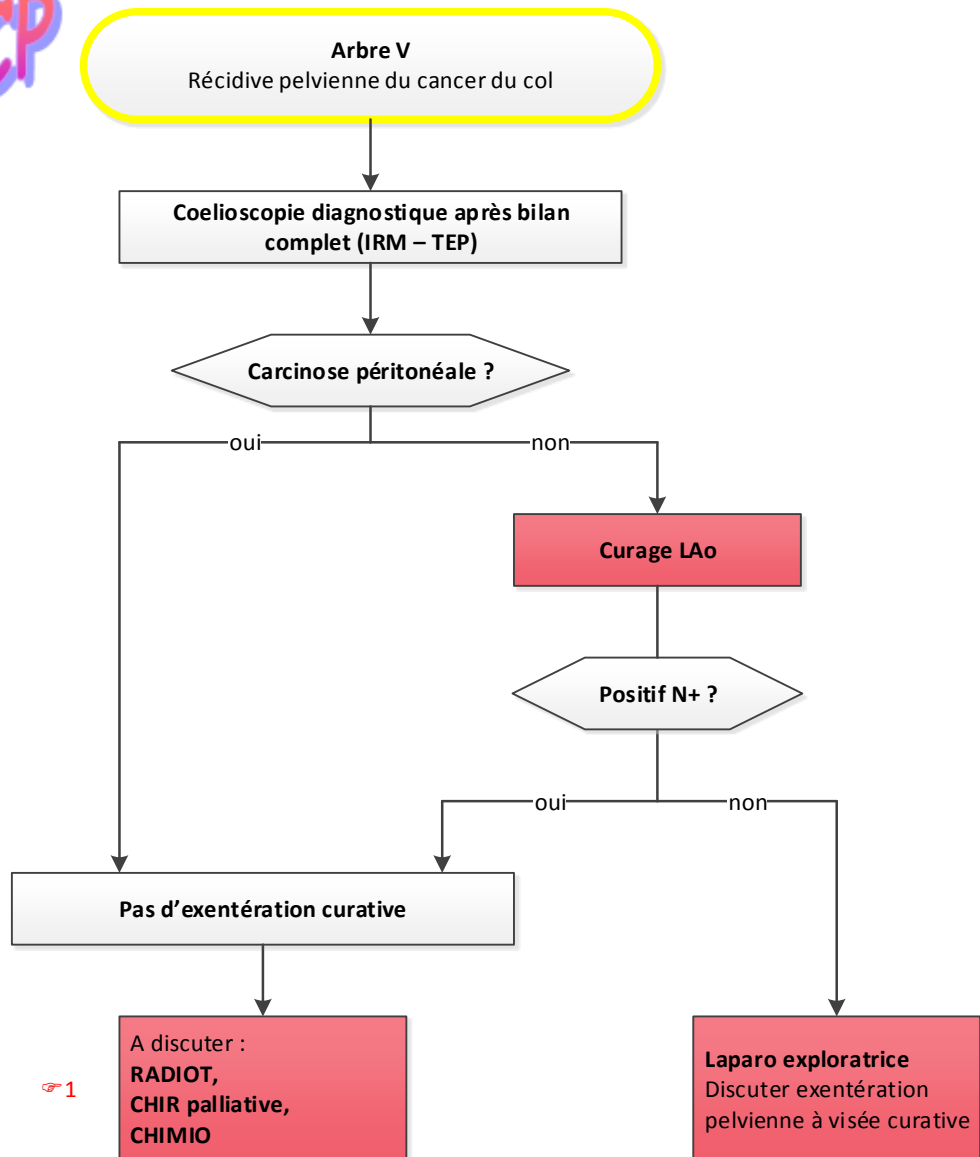 Arbre V
Récidive pelvienne du cancer du col
Coelioscopie diagnostique après bilan
complet (IRM – TEP)
Carcinose péritonéale ?
oui
non
Curage LAo
Positif N+ ?
oui
non
Pas d’exentération curative
A discuter :
RADIOT,
CHIR palliative,
CHIMIO
☞1
Laparo exploratrice
Discuter exentération
pelvienne à visée curative